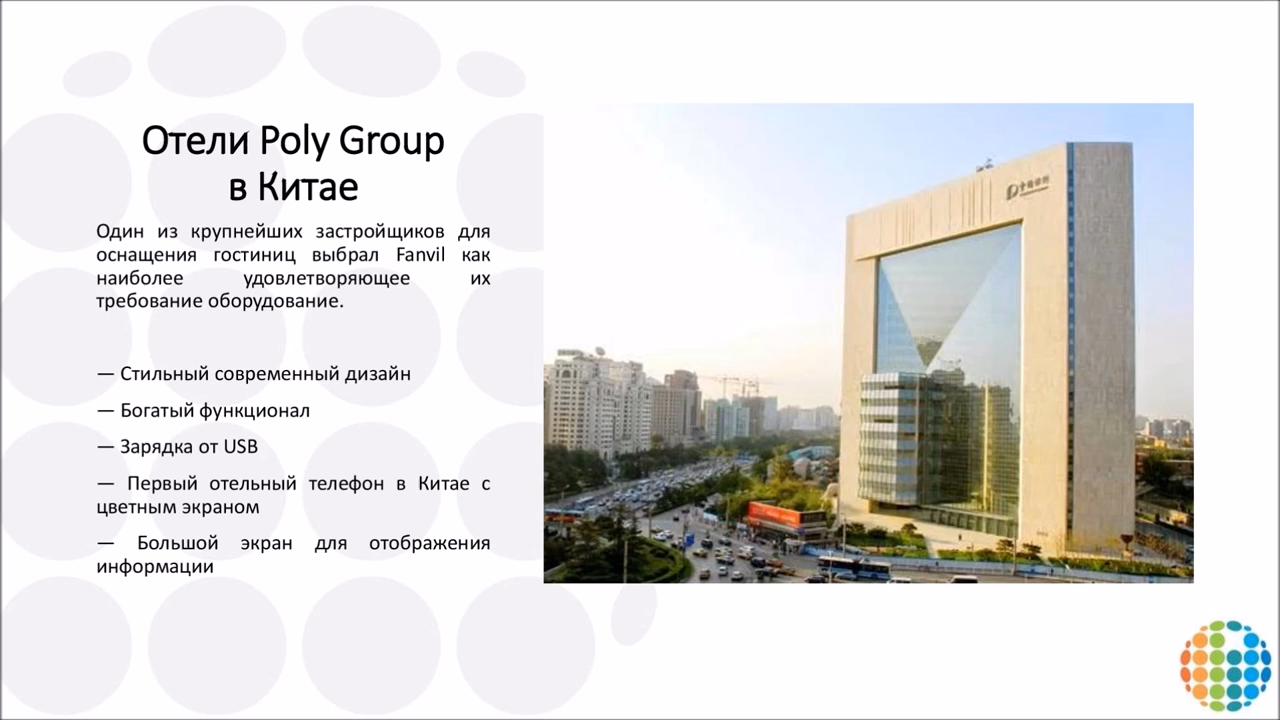 Отели Poly Group
в Китае
Один из крупнейших застройщиков для
оснащения гостиниц выбрал Fanvil как
наиболее удовлетворяющее их
требование оборудование.
— Стильный современный дизайн
— Богатый функционал
— Зарядка от USB
— Первый отельный телефон в Китае с
цветным экраном
— Большой экран для отображения
информации